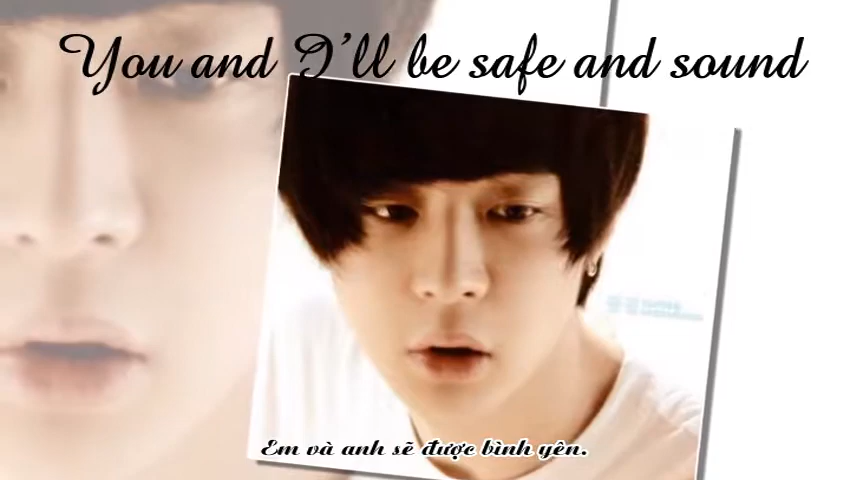 You and I'll be safe and sound
Em và anh sẽ được bình yên.